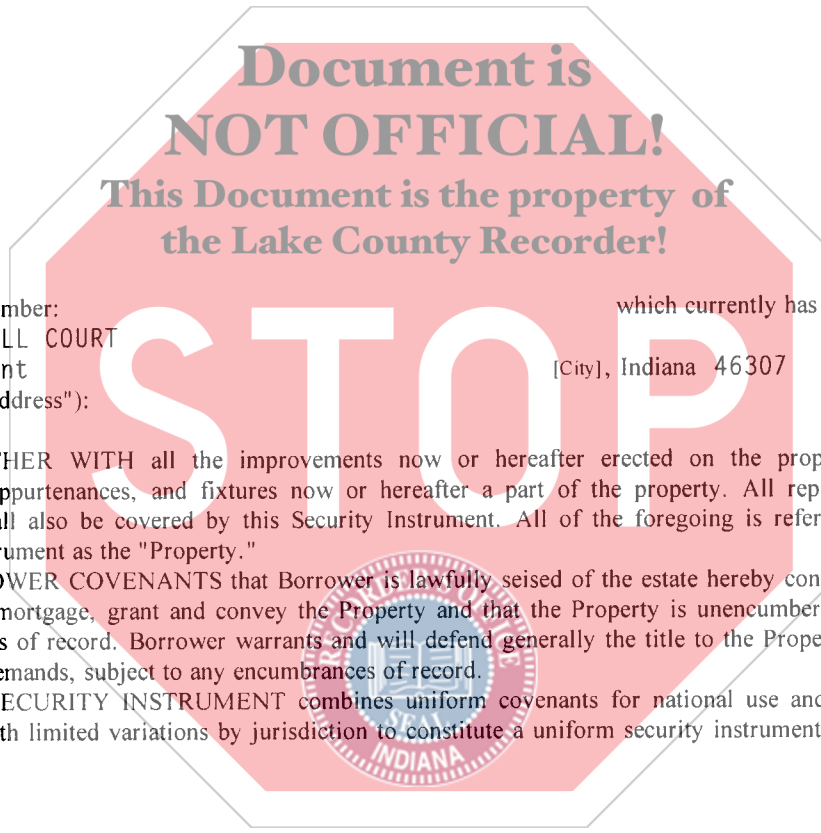 Document is
NOT OFFICIAL!
This Document is the property of
the Lake County Recorder!
STOP
mber: which currently has
LL COURT
nt [City], Indiana 46307
ddress"):
HER WITH all the improvements now or hereafter erected on the prop
ppurtenances, and fixtures now or hereafter a part of the property. All rep
ll also be covered by this Security Instrument. All of the foregoing is refer
rument as the "Property."
OWER COVENANTS that Borrower is lawfully seised of the estate hereby con
mortgage, grant and convey the Property and that the Property is unencumber
s of record. Borrower warrants and will defend generally the title to the Prope
emands, subject to any encumbrances of record.
ECURITY INSTRUMENT combines uniform covenants for national use and
th limited variations by jurisdiction to constitute a uniform security instrument
RECORDER'S OFFICE
SEAL
INDIANA